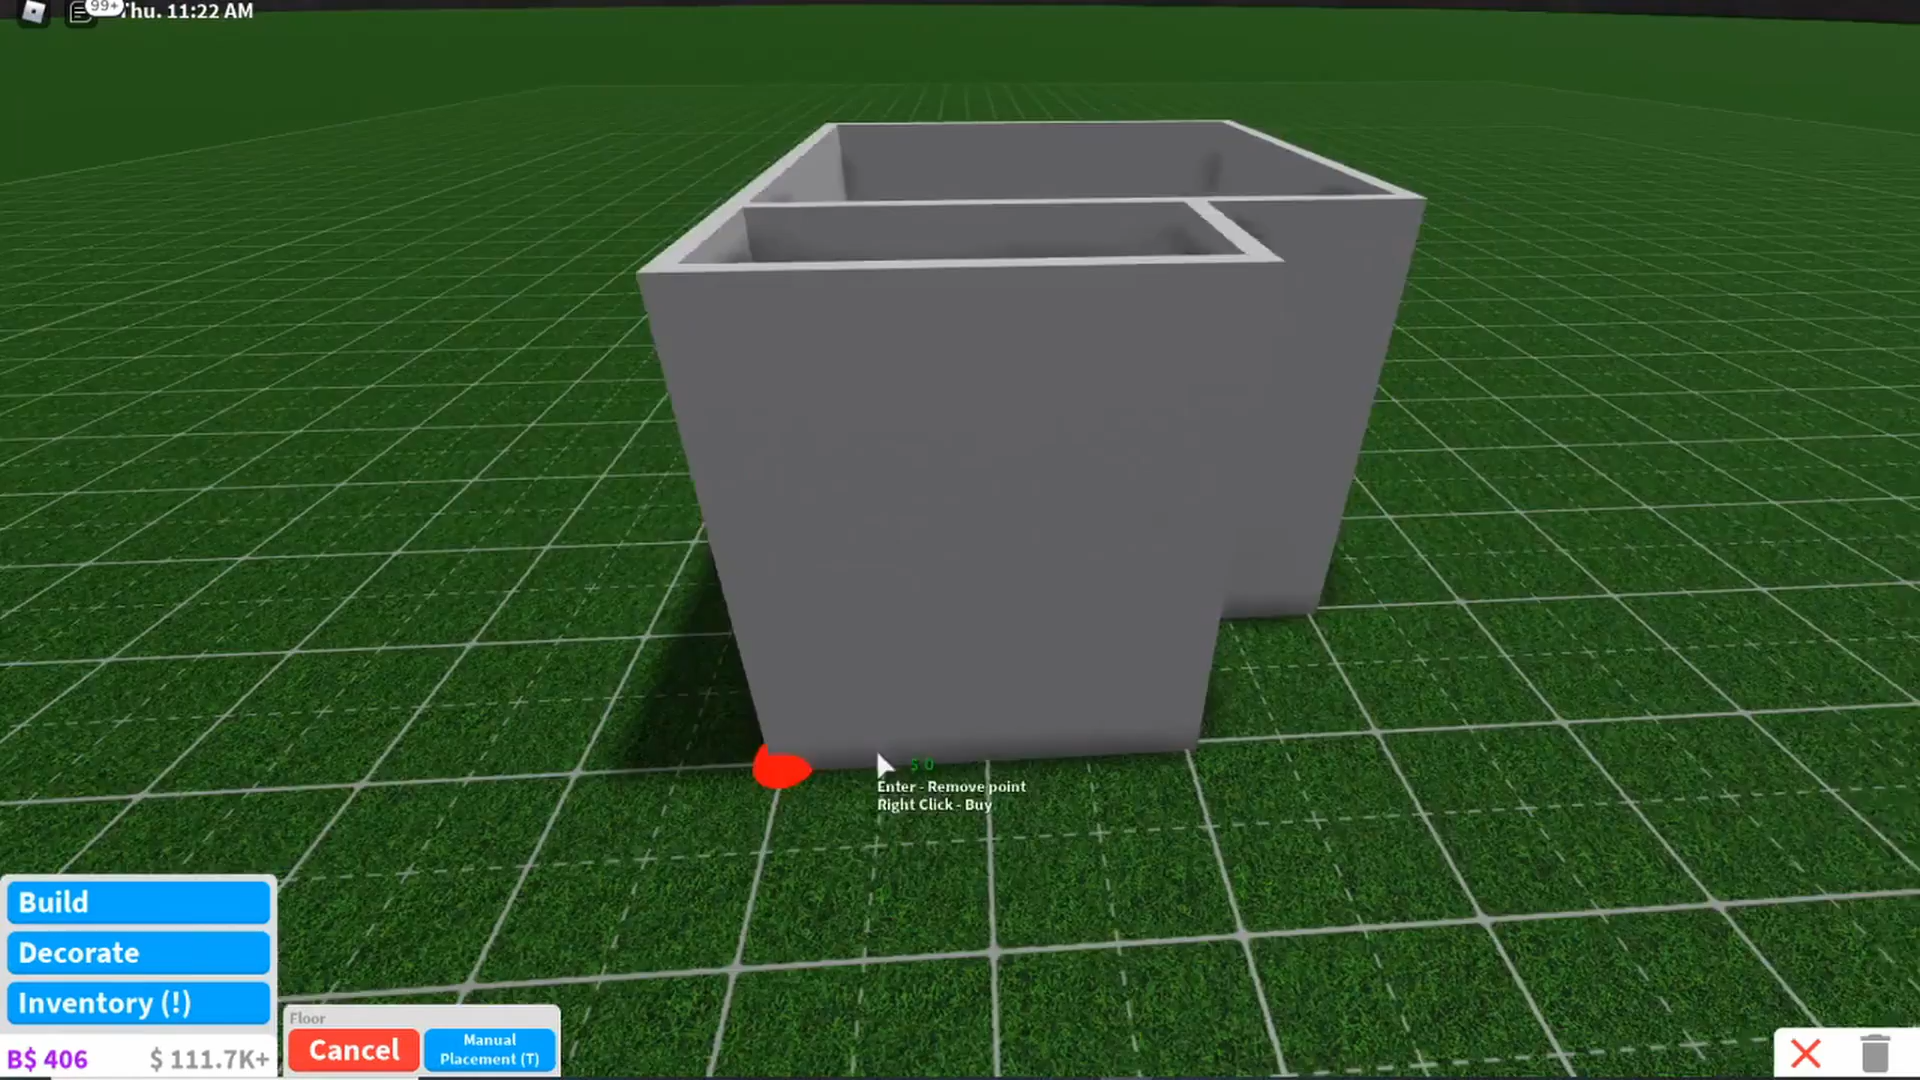 99+
Thu. 11:22 AM
$ 0
Enter - Remove point
Right Click - Buy
Build
Decorate
Inventory (!)
B$ 406
$ 111.7K+
Floor
Cancel
Manual
Placement (T)